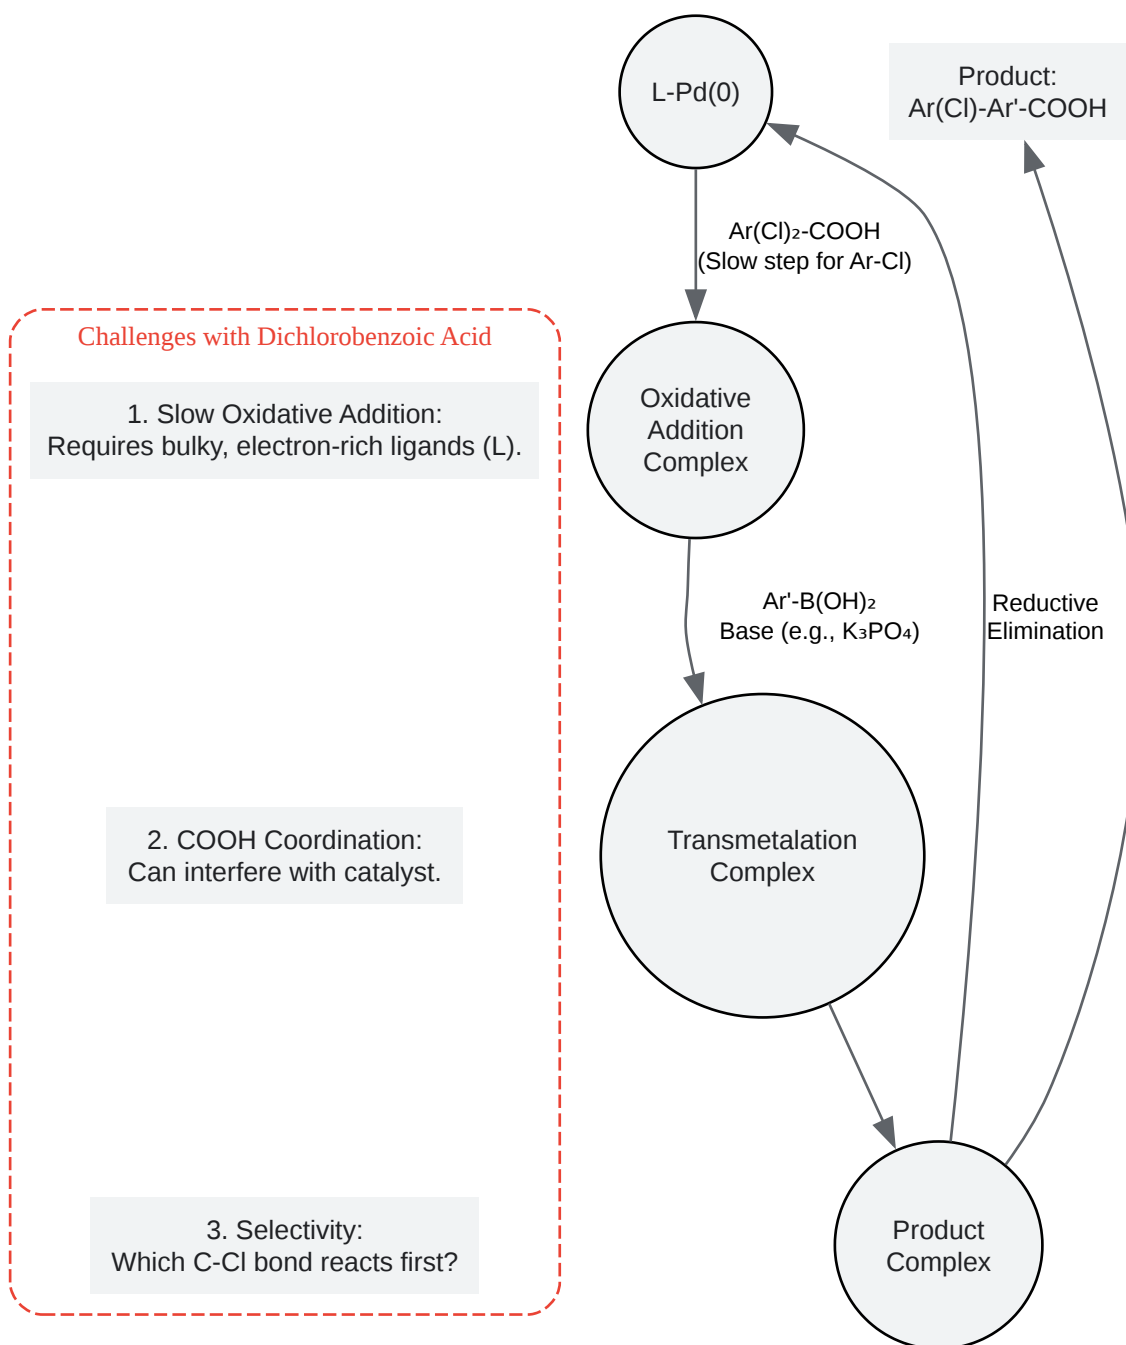 L-Pd(0)
Product:
Ar(Cl)-Ar'-COOH
Ar(Cl)₂-COOH
(Slow step for Ar-Cl)
Challenges with Dichlorobenzoic Acid
1. Slow Oxidative Addition:
Requires bulky, electron-rich ligands (L).
Oxidative
Addition
Complex
Ar'-B(OH)₂
Base (e.g., K₃PO₄)
Reductive
Elimination
2. COOH Coordination:
Can interfere with catalyst.
Transmetalation
Complex
3. Selectivity:
Which C-Cl bond reacts first?
Product
Complex